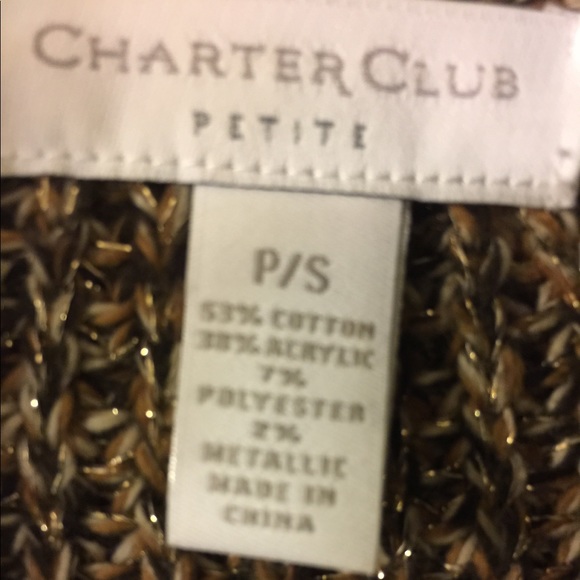 CHARTER CLUB
PETITE
P/S
53% COTTON
38% ACRYLIC
7%
POLYESTER
2%
METALLIC
MADE IN
CHINA